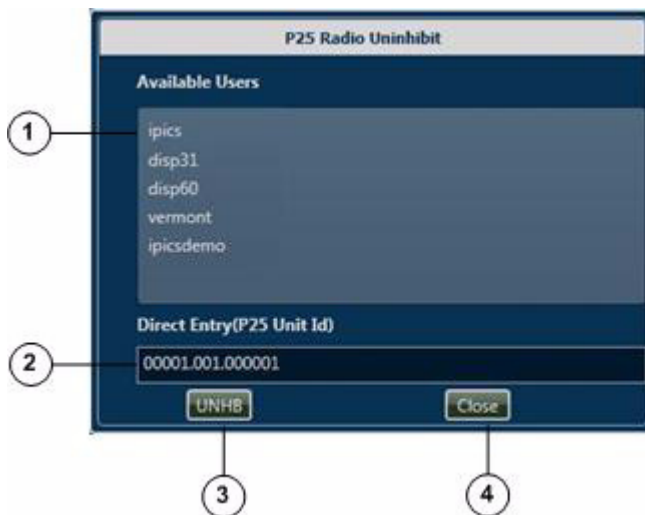 P25 Radio Uninhibit
Available Users
1
ipics
disp31
disp60
vermont
ipicsdemo
Direct Entry(P25 Unit Id)
2
00001.001.000001
UNHB
Close
3
4